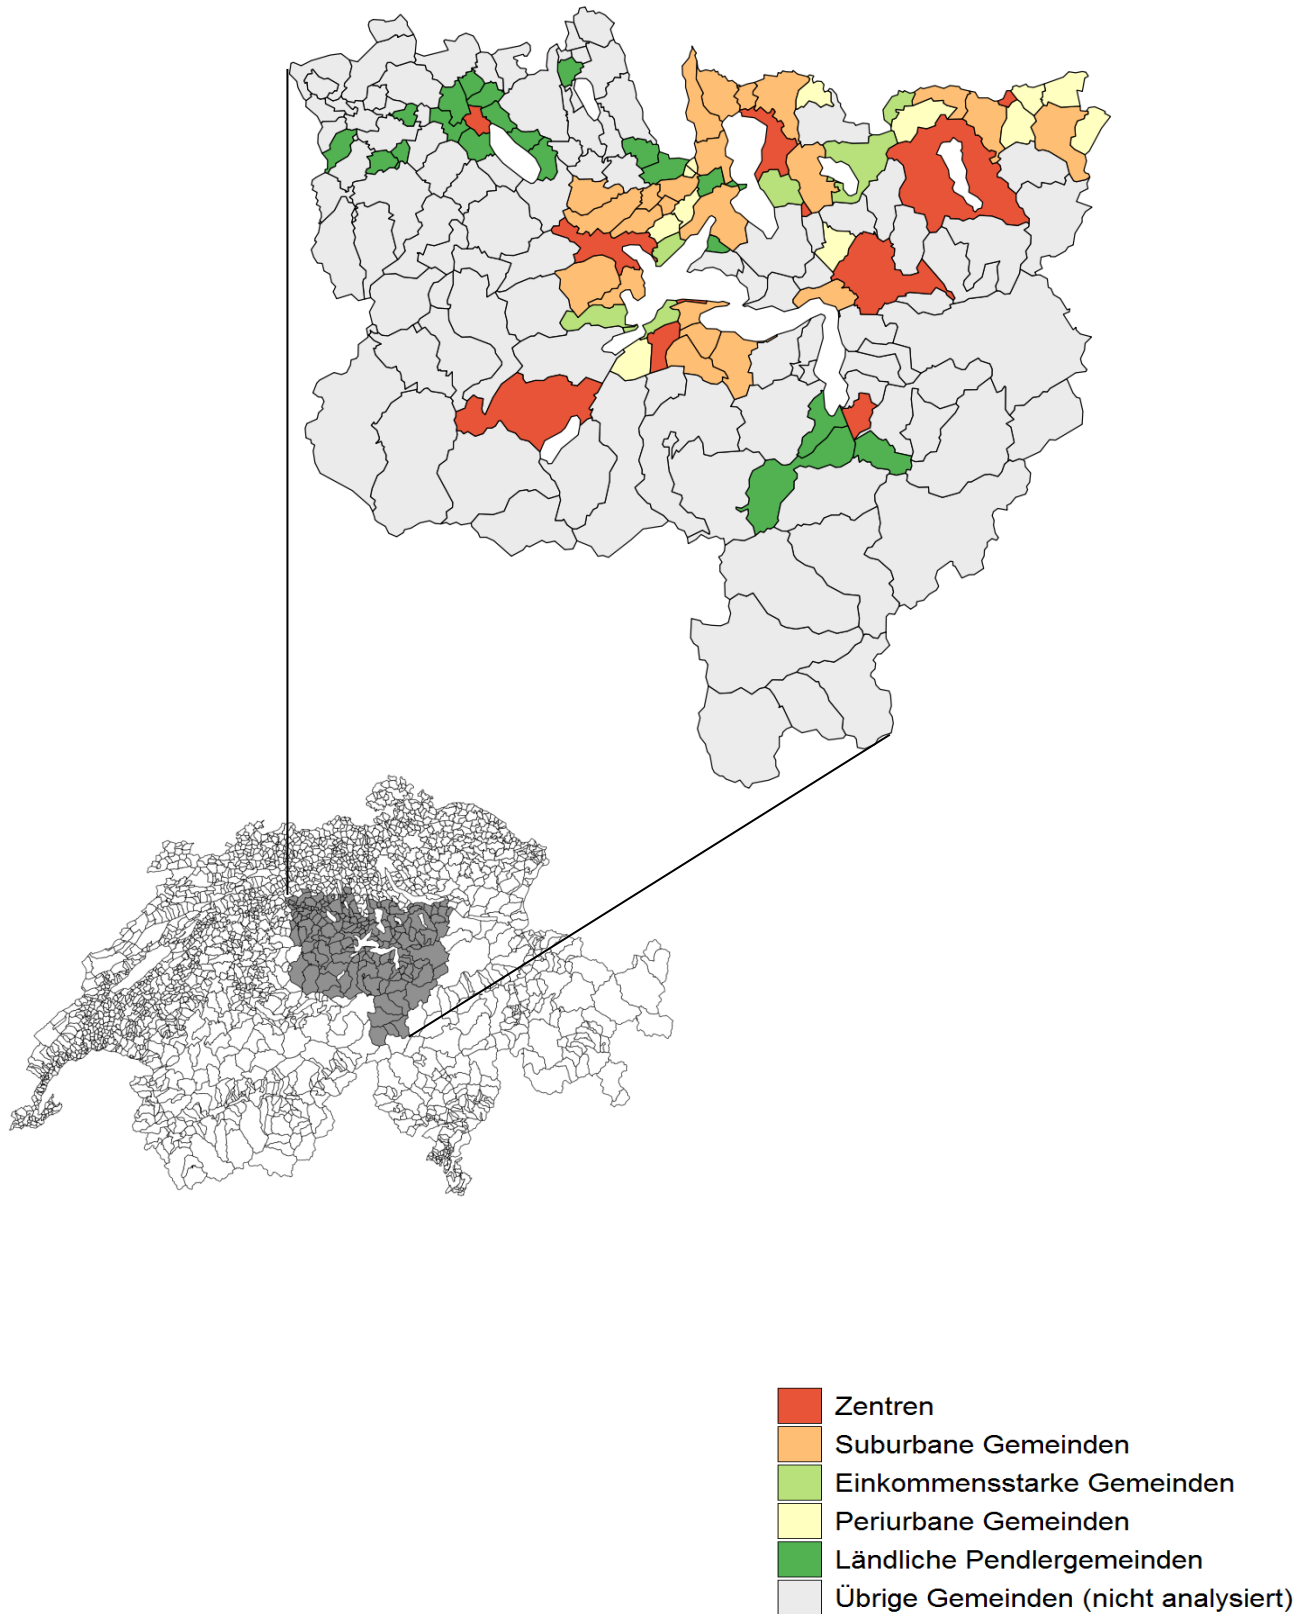 Zentren
Suburbane Gemeinden
Einkommensstarke Gemeinden
Periurbane Gemeinden
Ländliche Pendlergemeinden
Übrige Gemeinden (nicht analysiert)